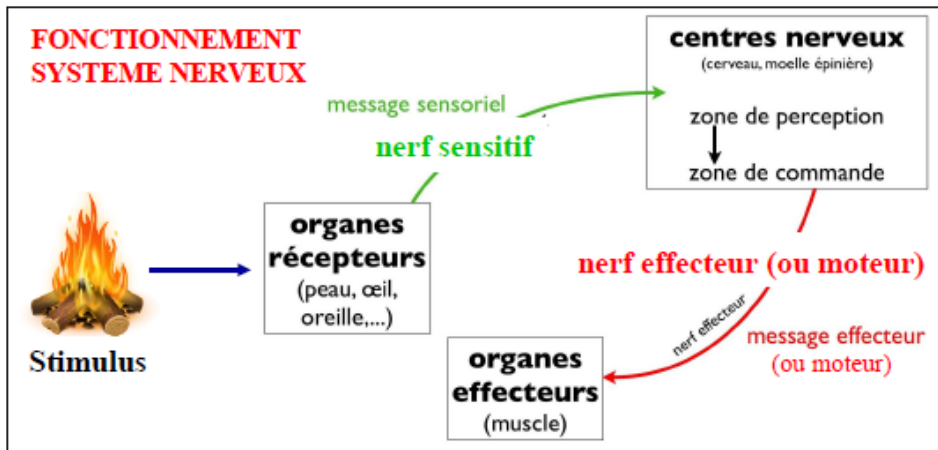 FONCTIONNEMENT
SYSTEME NERVEUX
centres nerveux
(cerveau, moelle épinière)
message sensoriel
nerf sensitif
zone de perception
zone de commande
organes
récepteurs
(peau, œil,
oreille,...)
Stimulus
nerf effecteur (ou moteur)
nerf effecteur
message effecteur
(ou moteur)
organes
effecteurs
(muscle)